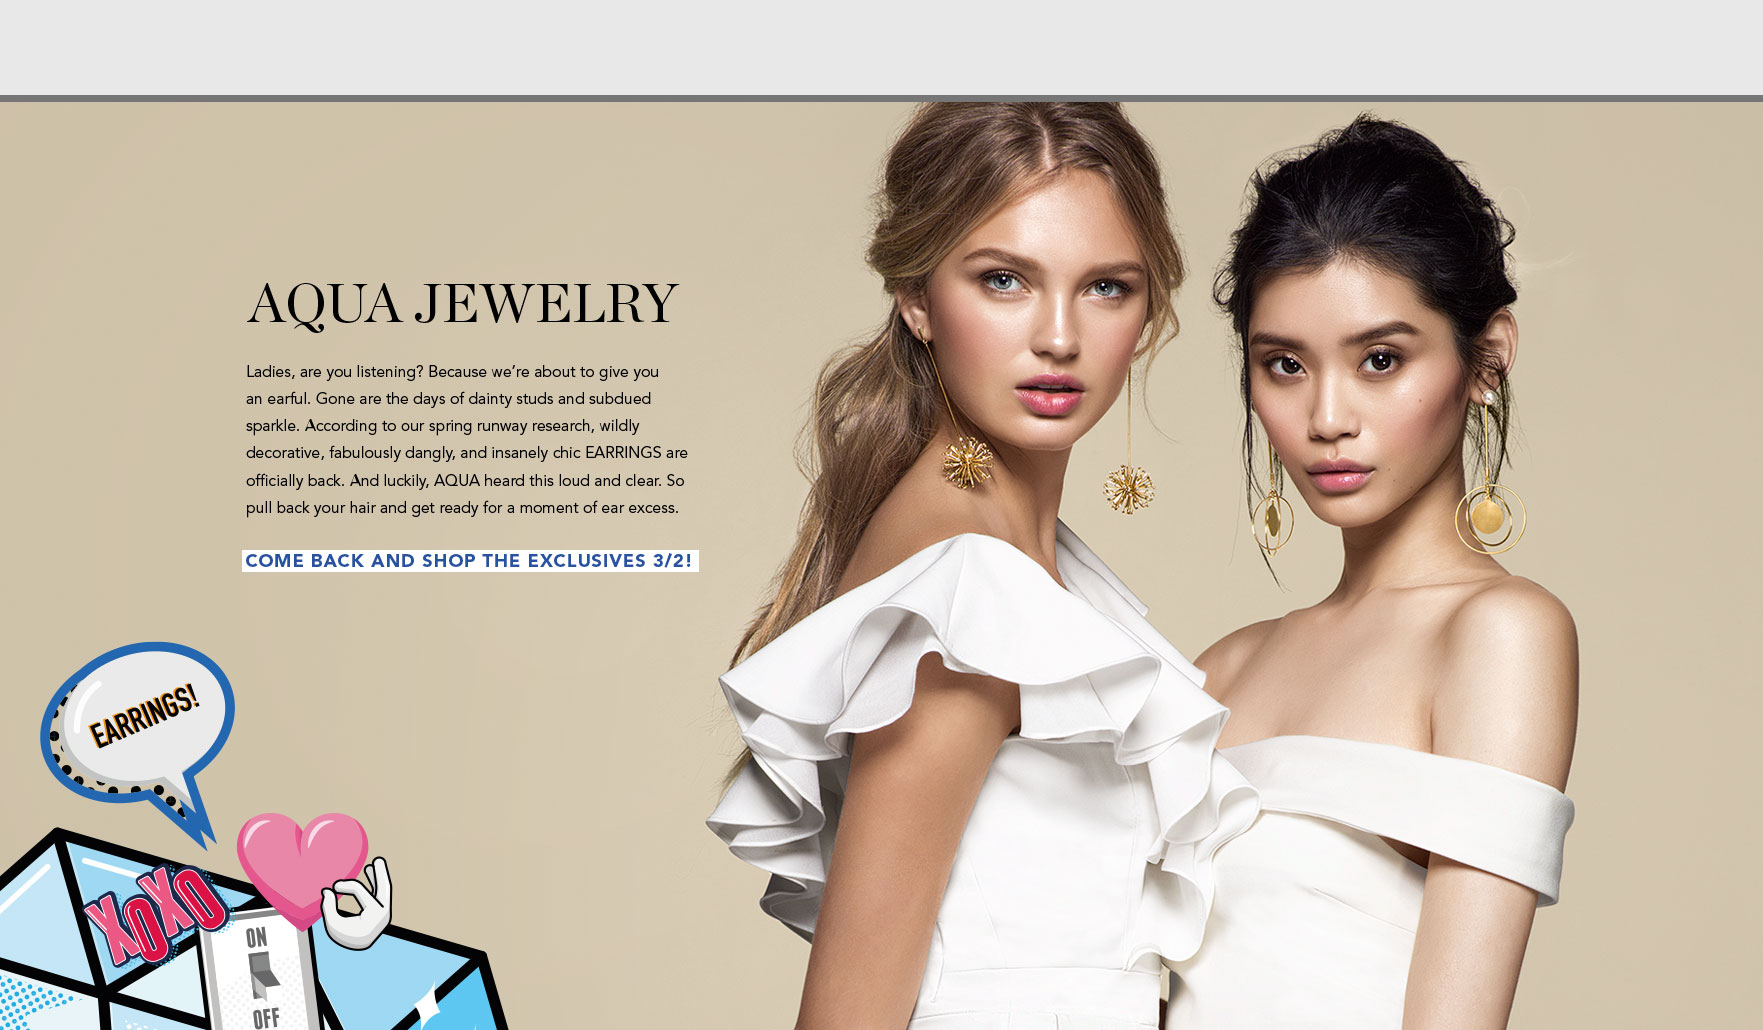 AQUA JEWELRY
Ladies, are you listening? Because we’re about to give you
an earful. Gone are the days of dainty studs and subdued
sparkle. According to our spring runway research, wildly
decorative, fabulously dangly, and insanely chic EARRINGS are
officially back. And luckily, AQUA heard this loud and clear. So
pull back your hair and get ready for a moment of ear excess.
COME BACK AND SHOP THE EXCLUSIVES 3/2!
EARRINGS!
XOXO
ON
OFF